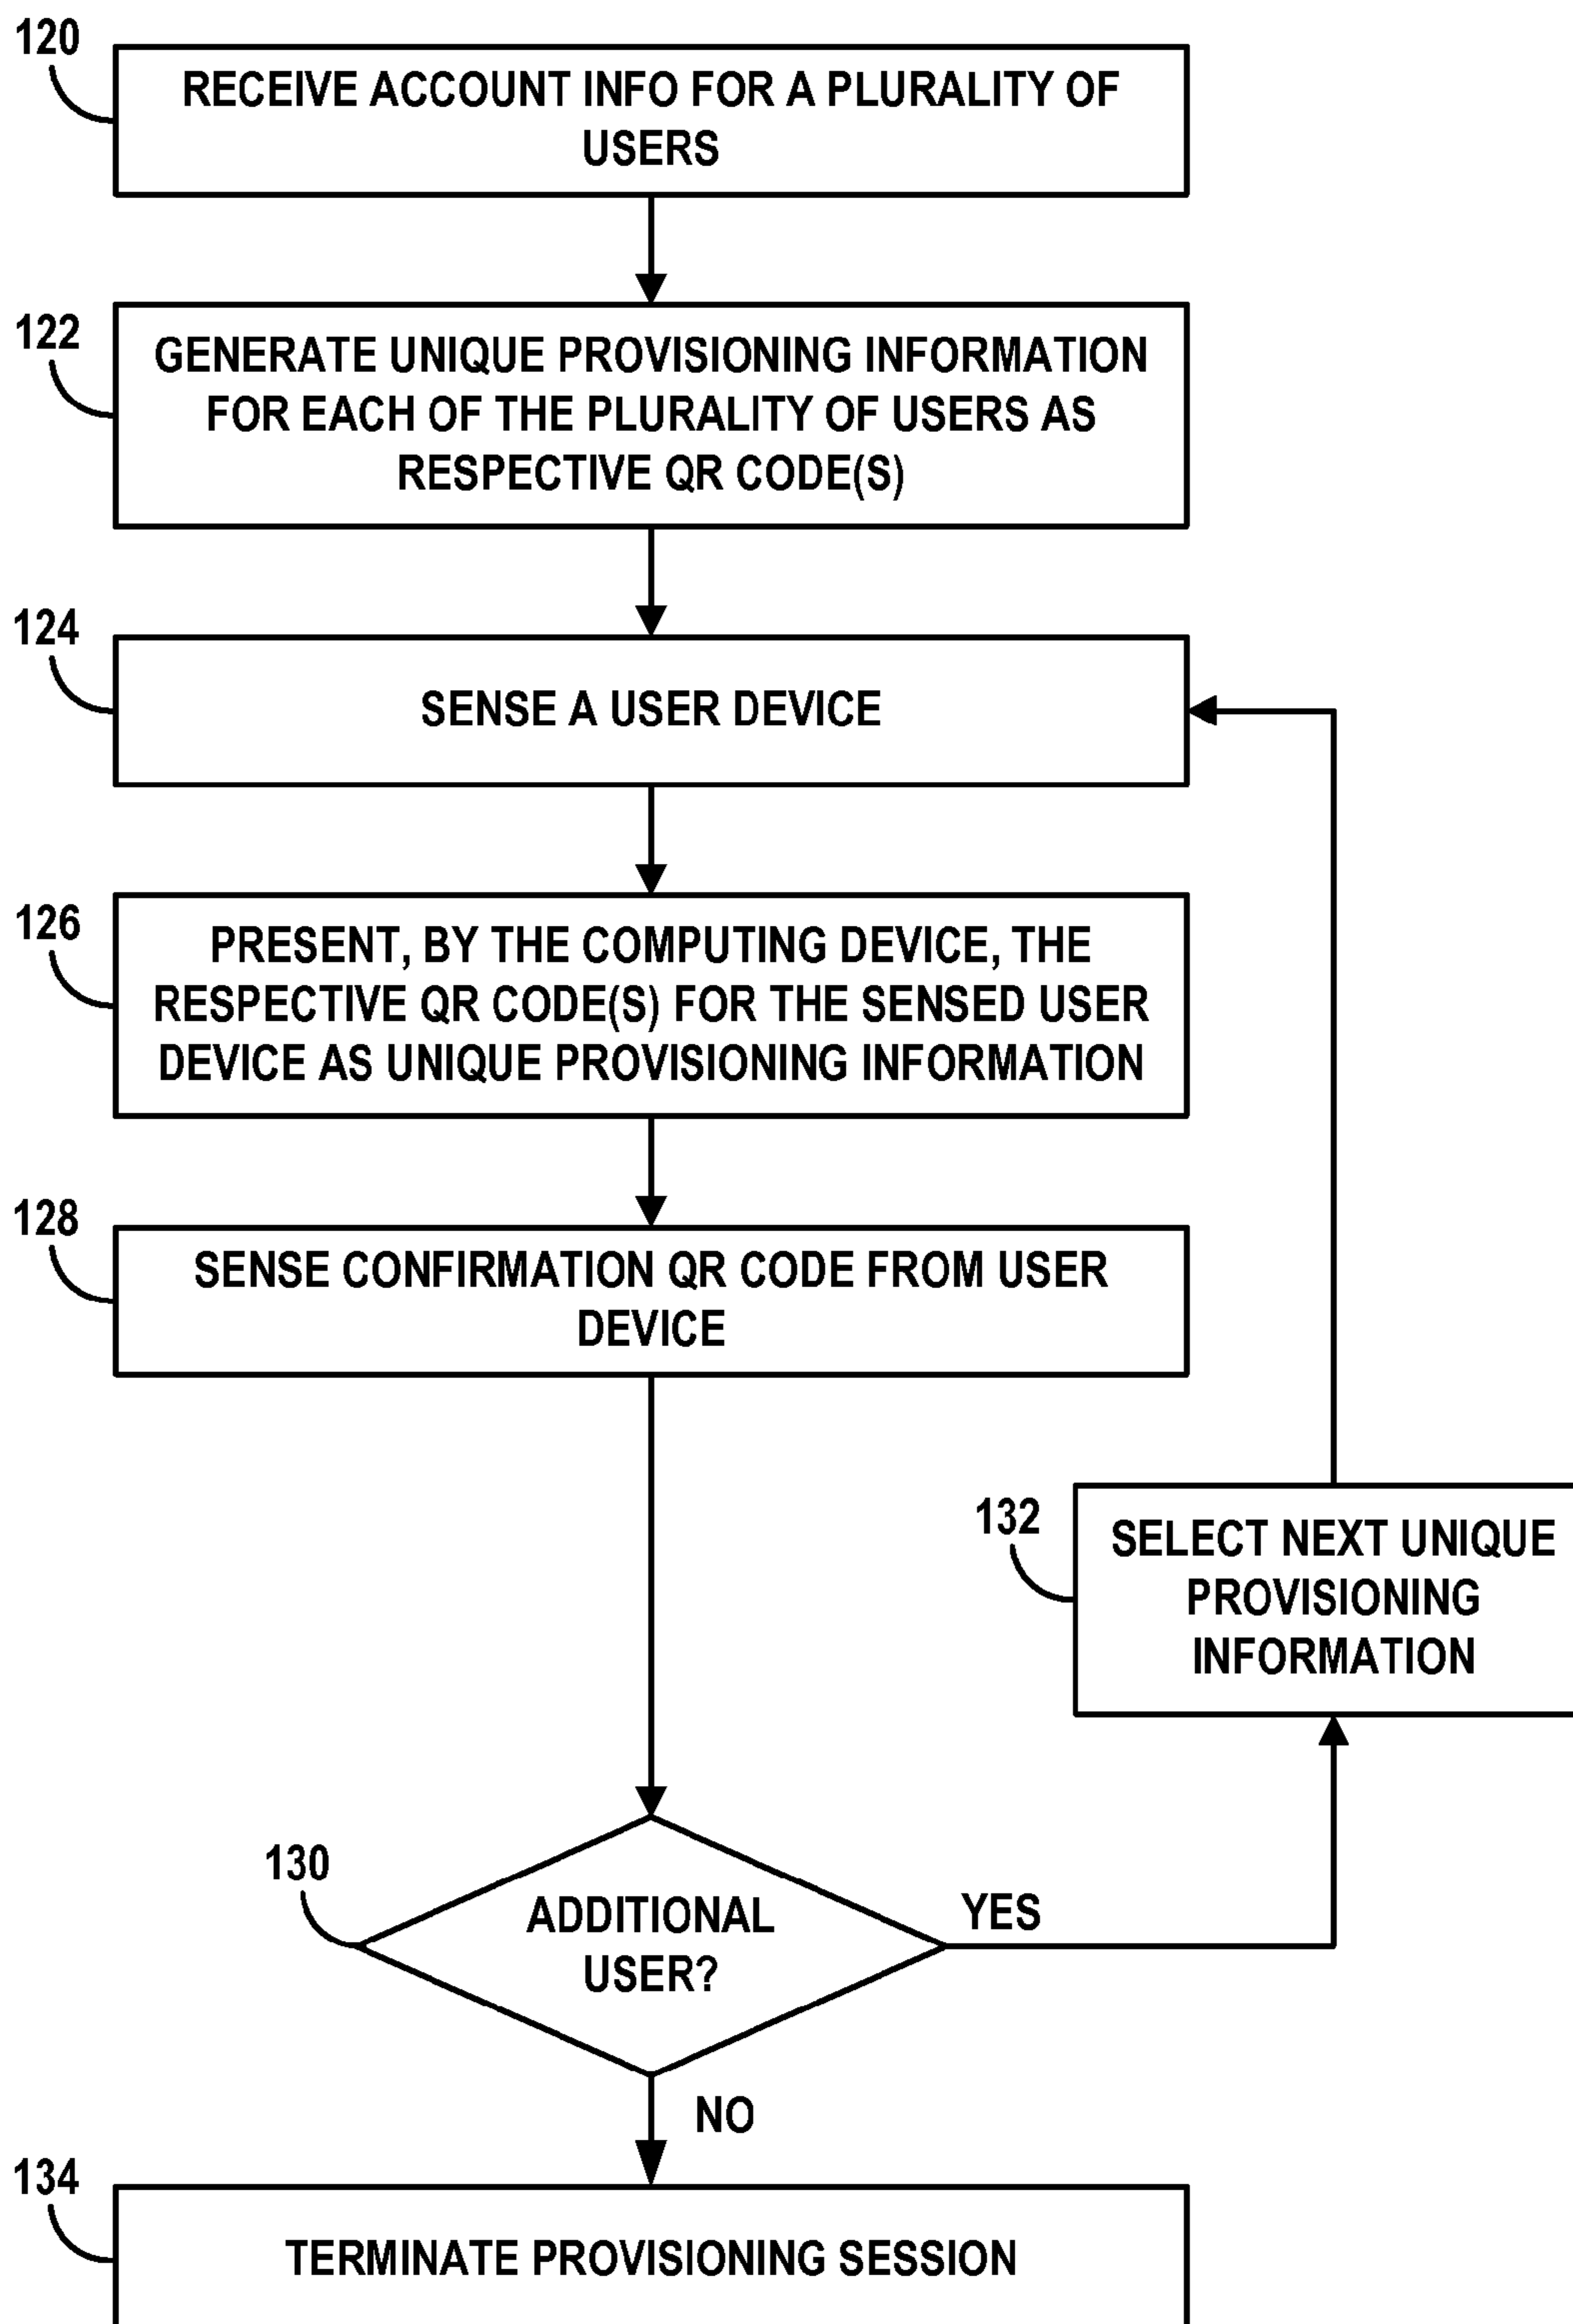 120
RECEIVE ACCOUNT INFO FOR A PLURALITY OF
USERS
122
GENERATE UNIQUE PROVISIONING INFORMATION
FOR EACH OF THE PLURALITY OF USERS AS
RESPECTIVE QR CODE(S)
124
SENSE A USER DEVICE
126
PRESENT, BY THE COMPUTING DEVICE, THE
RESPECTIVE QR CODE(S) FOR THE SENSED USER
DEVICE AS UNIQUE PROVISIONING INFORMATION
128
SENSE CONFIRMATION QR CODE FROM USER
DEVICE
132
SELECT NEXT UNIQUE
PROVISIONING
INFORMATION
130
ADDITIONAL
USER?
YES
NO
134
TERMINATE PROVISIONING SESSION